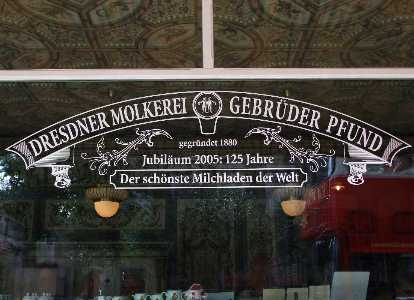 DRESDNER MOLKEREI GEBRÜDER PFUND
gegründet 1880
Jubiläum 2005: 125 Jahre
Der schönste Milchladen der Welt